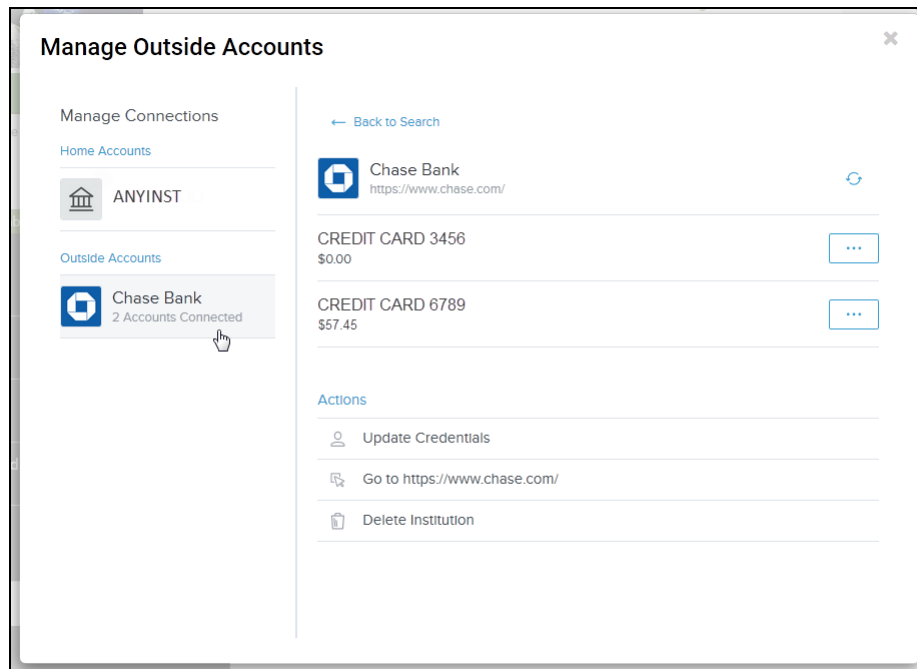 Manage Outside Accounts
Manage Connections
Home Accounts
ANYINST
Outside Accounts
Chase Bank
2 Accounts Connected
← Back to Search
Chase Bank
https://www.chase.com/
CREDIT CARD 3456
$0.00
...
CREDIT CARD 6789
$57.45
...
Actions
Update Credentials
Go to https://www.chase.com/
Delete Institution